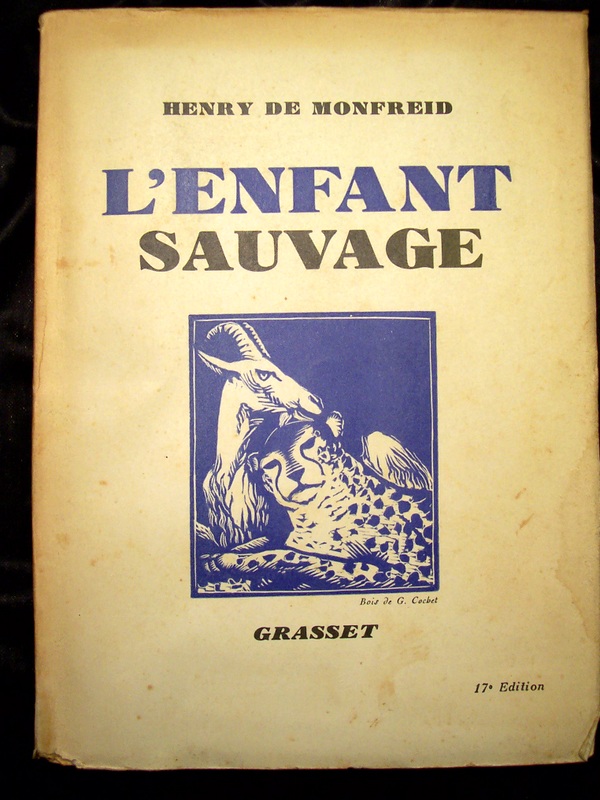 HENRY DE MONFREID
L'ENFANT
SAUVAGE
Bois de G. Cochet
GRASSET
17e Edition